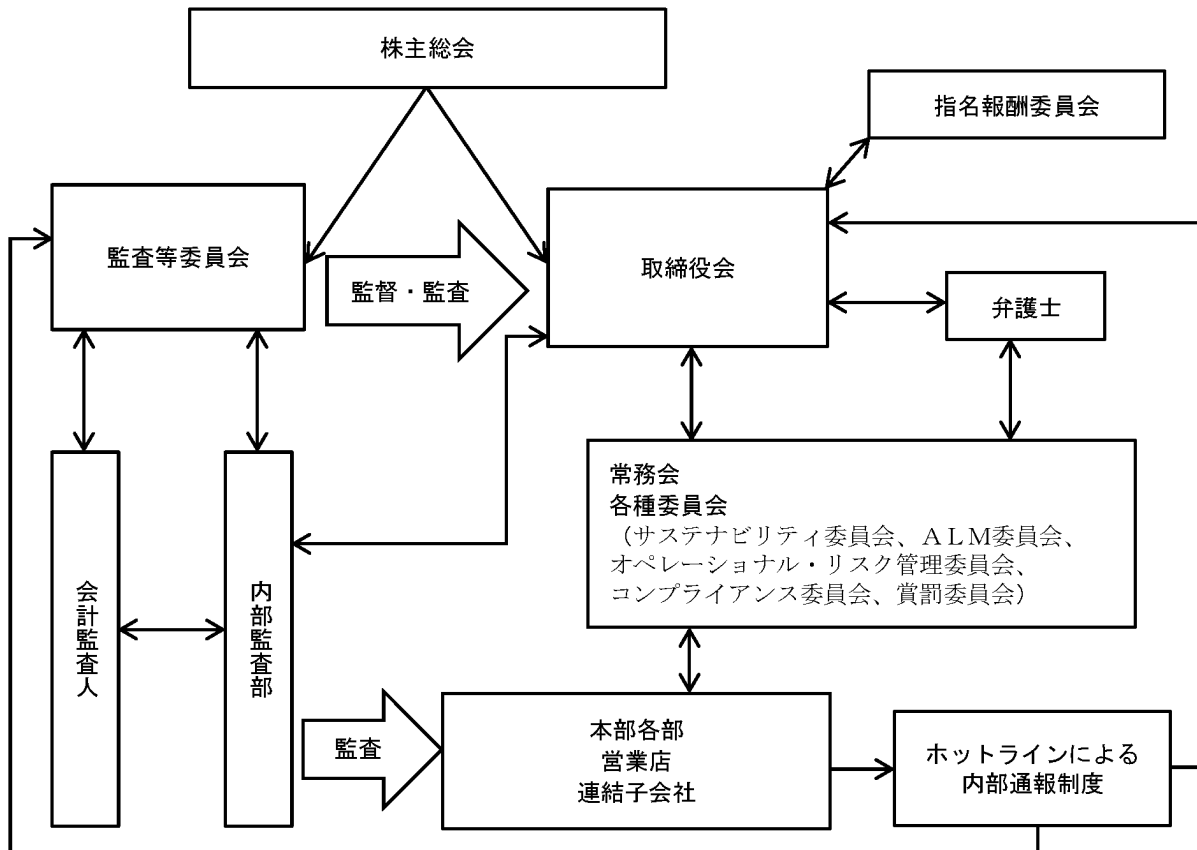 株主総会
指名報酬委員会
監査等委員会
監督・監査
取締役会
弁護士
常務会
各種委員会
（サステナビリティ委員会、ＡＬＭ委員会、
オペレーショナル・リスク管理委員会、
コンプライアンス委員会、賞罰委員会）
会計監査人
内部監査部
監査
本部各部
営業店
連結子会社
ホットラインによる
内部通報制度